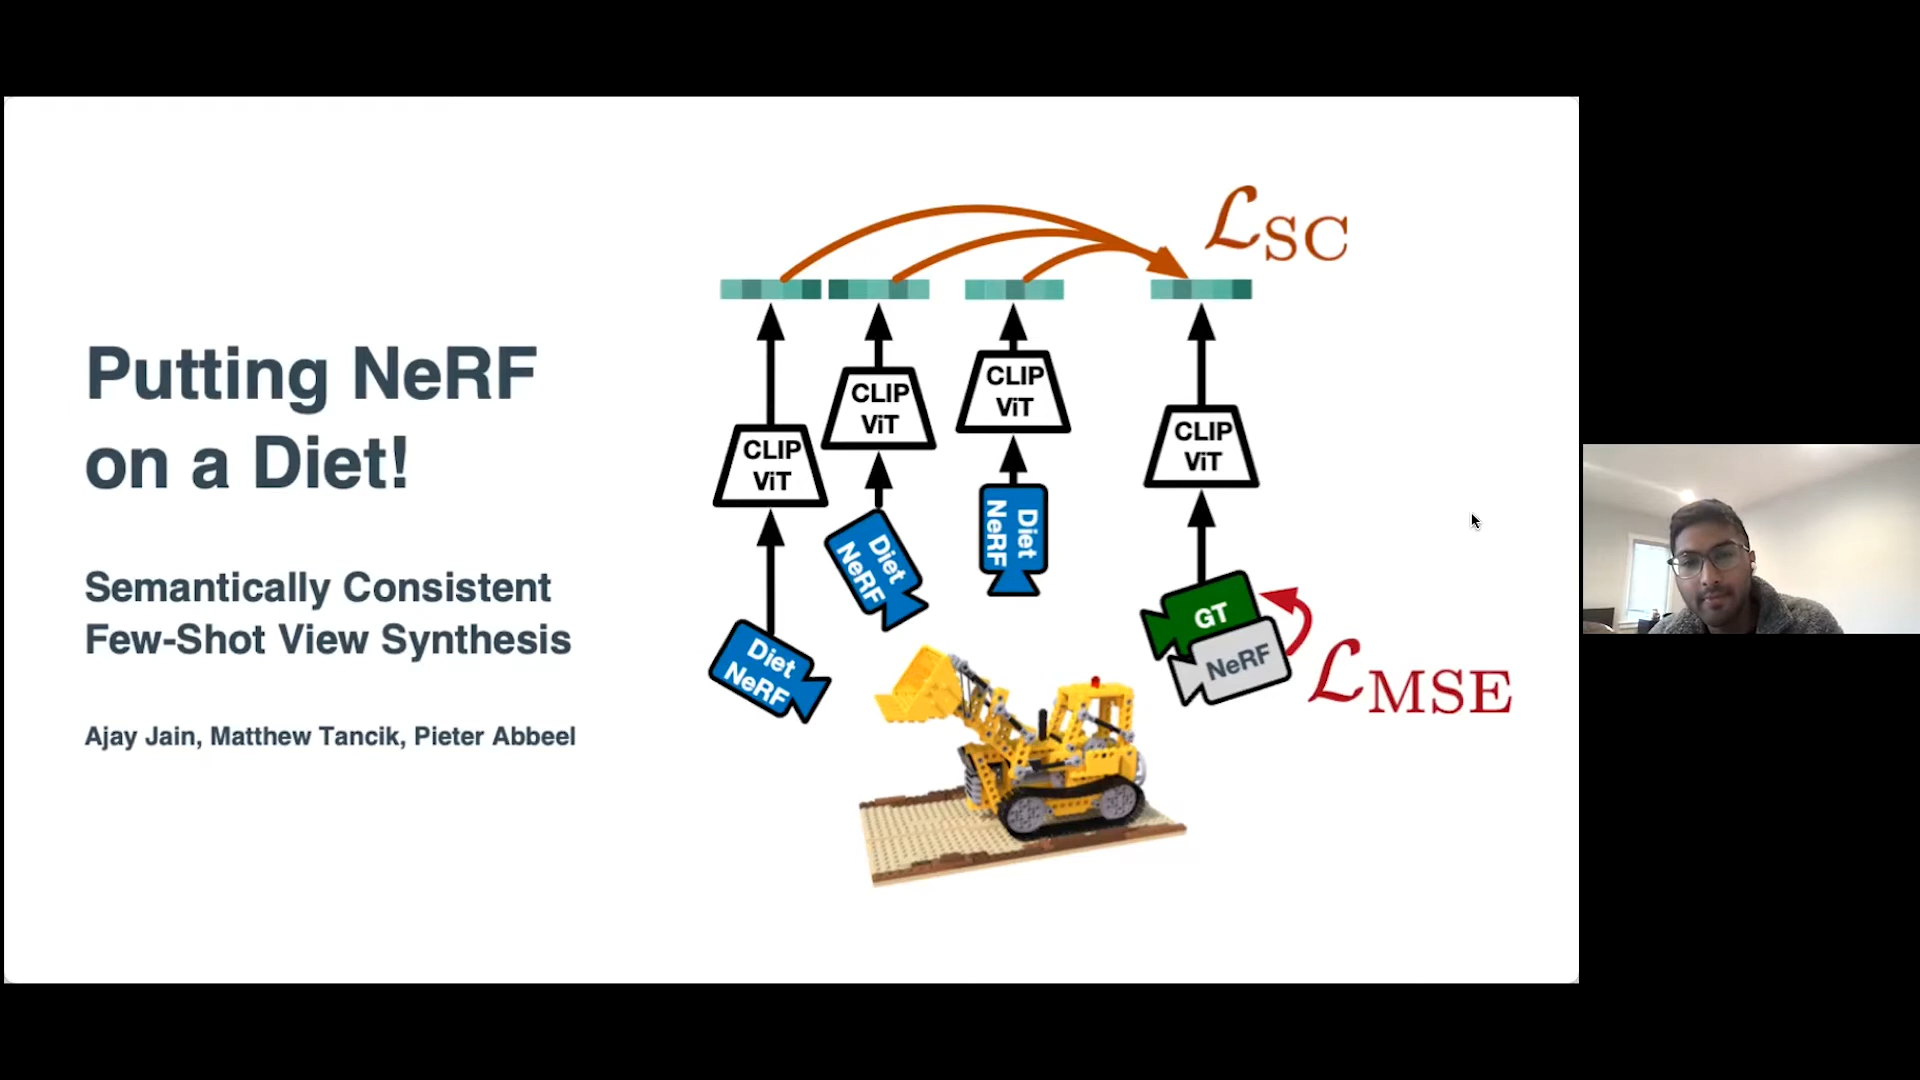 Putting NeRF
on a Diet!
Semantically Consistent
Few-Shot View Synthesis
Ajay Jain, Matthew Tancik, Pieter Abbeel
ℒSC
CLIP
ViT
CLIP
ViT
CLIP
ViT
CLIP
ViT
Diet
NeRF
Diet
NeRF
Diet
NeRF
GT
NeRF
ℒMSE